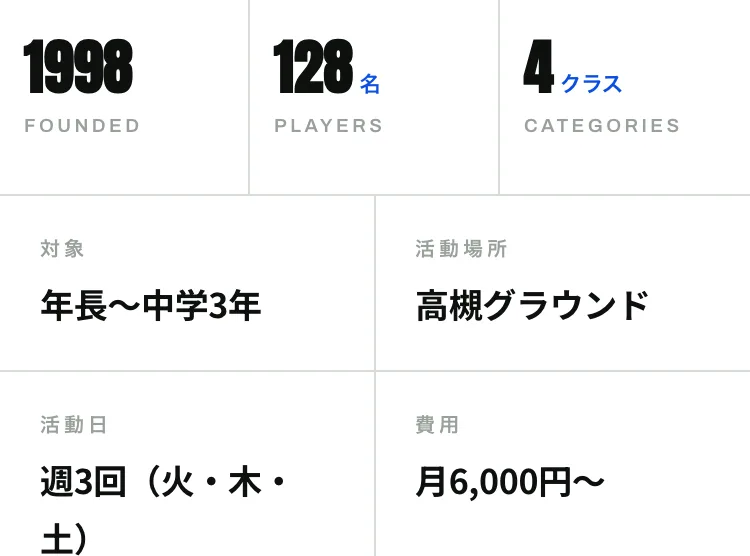 1998
128 名
4 クラス
FOUNDED
PLAYERS
CATEGORIES
対象
年長〜中学3年
活動場所
高槻グラウンド
活動日
週3回（火・木・
土）
費用
月6,000円〜